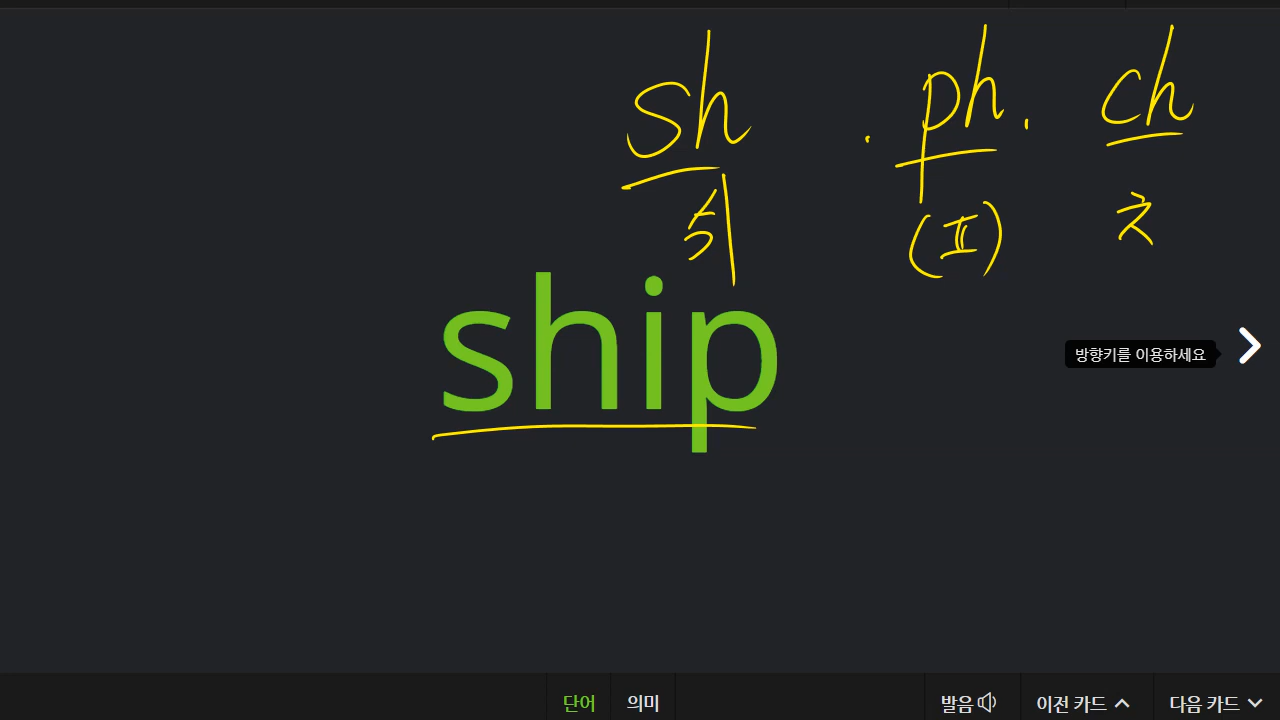 sh . ph . ch
쉬 (ㅍ) ㅊ
ship
방향키를 이용하세요
단어 의미 발음 이전 카드 다음 카드